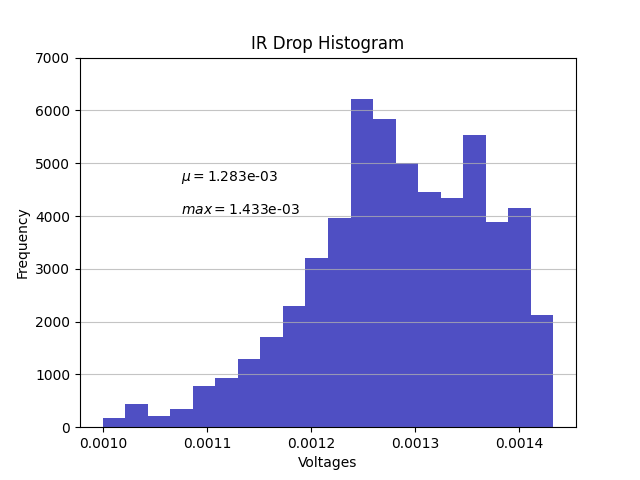 IR Drop Histogram
7000
6000
5000
4000
3000
2000
1000
0
Frequency
μ = 1.283e-03
max = 1.433e-03
0.0010 0.0011 0.0012 0.0013 0.0014
Voltages